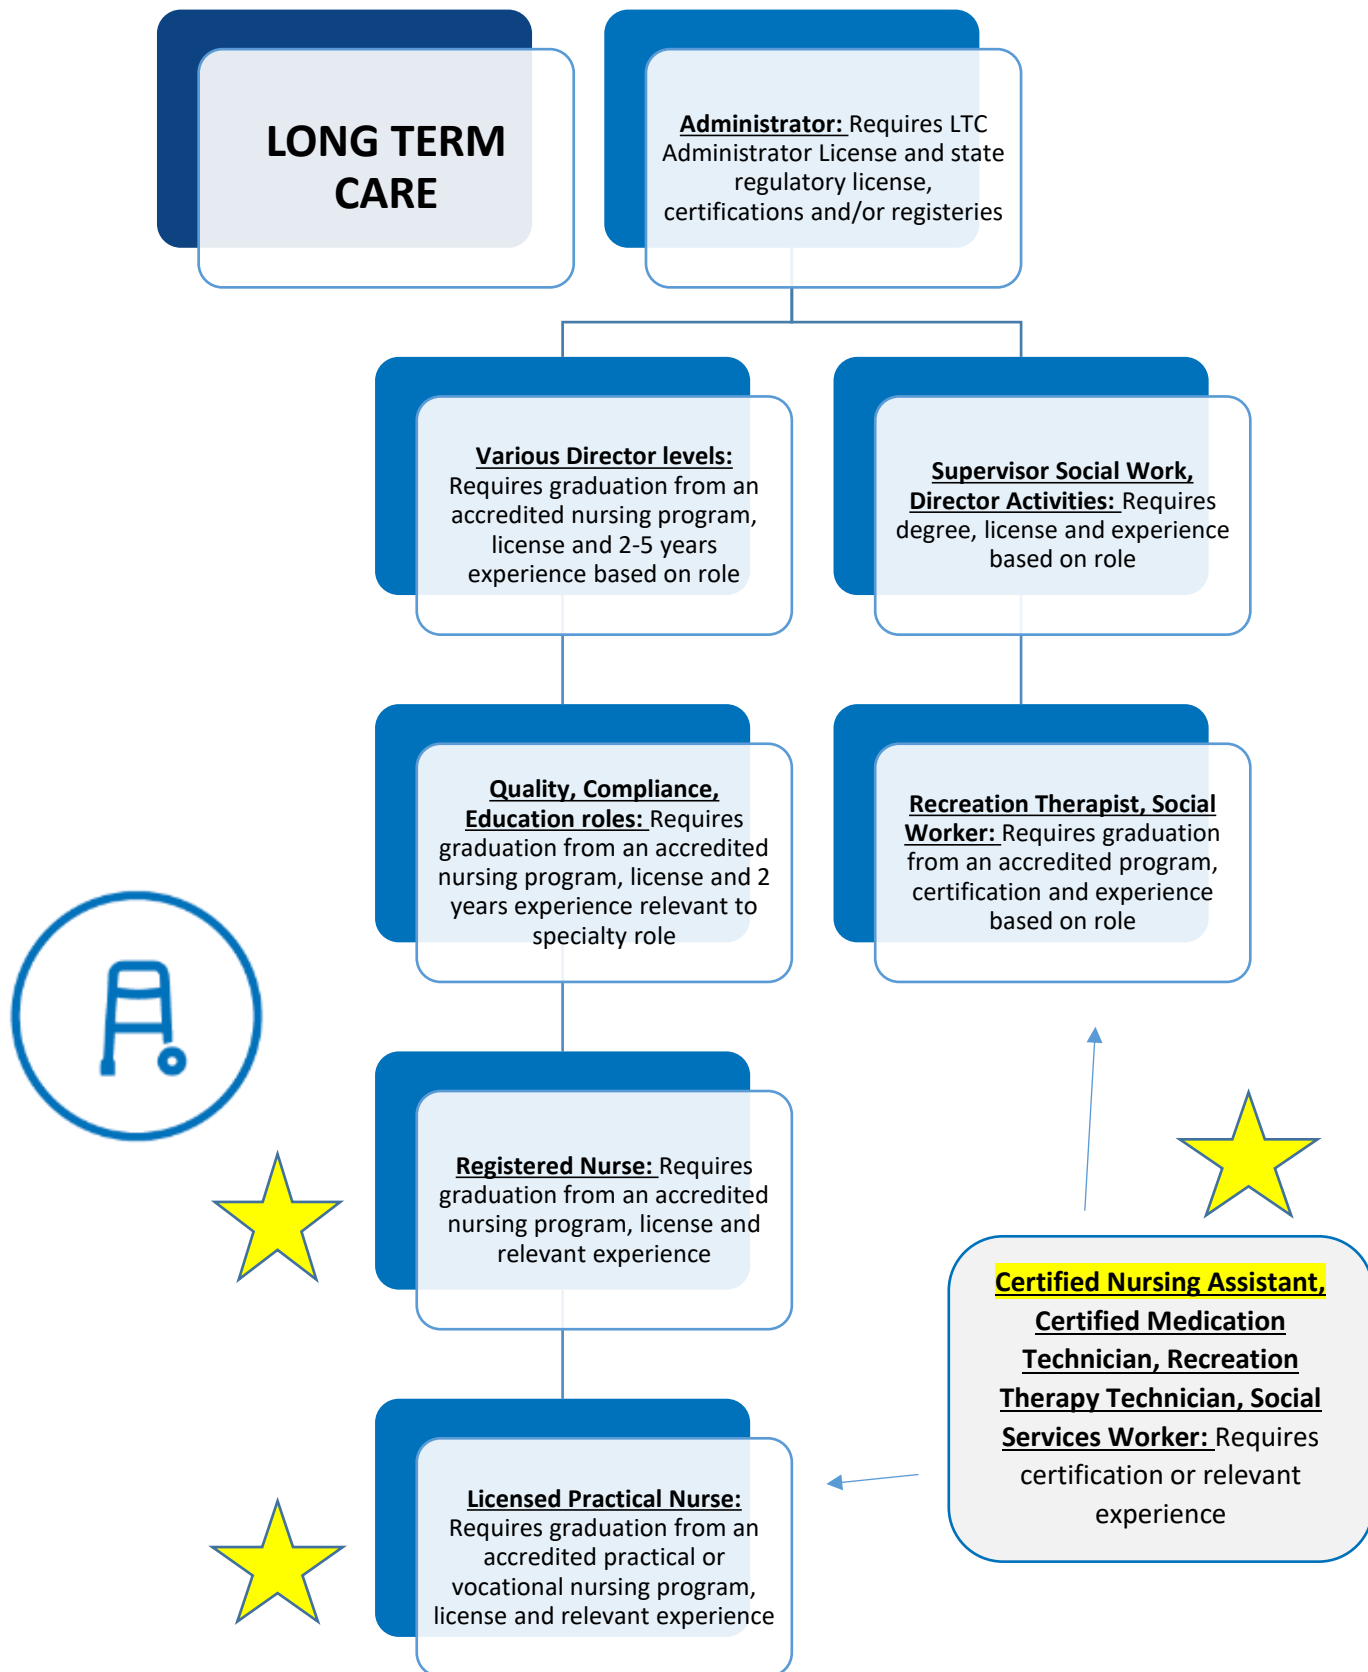 LONG TERM
CARE
Administrator: Requires LTC
Administrator License and state
regulatory license,
certifications and/or registeries
Various Director levels:
Requires graduation from an
accredited nursing program,
license and 2-5 years
experience based on role
Supervisor Social Work,
Director Activities: Requires
degree, license and experience
based on role
Quality, Compliance,
Education roles: Requires
graduation from an accredited
nursing program, license and 2
years experience relevant to
specialty role
Recreation Therapist, Social
Worker: Requires graduation
from an accredited program,
certification and experience
based on role
Registered Nurse: Requires
graduation from an accredited
nursing program, license and
relevant experience
Certified Nursing Assistant,
Certified Medication
Technician, Recreation
Therapy Technician, Social
Services Worker: Requires
certification or relevant
experience
Licensed Practical Nurse:
Requires graduation from an
accredited practical or
vocational nursing program,
license and relevant experience